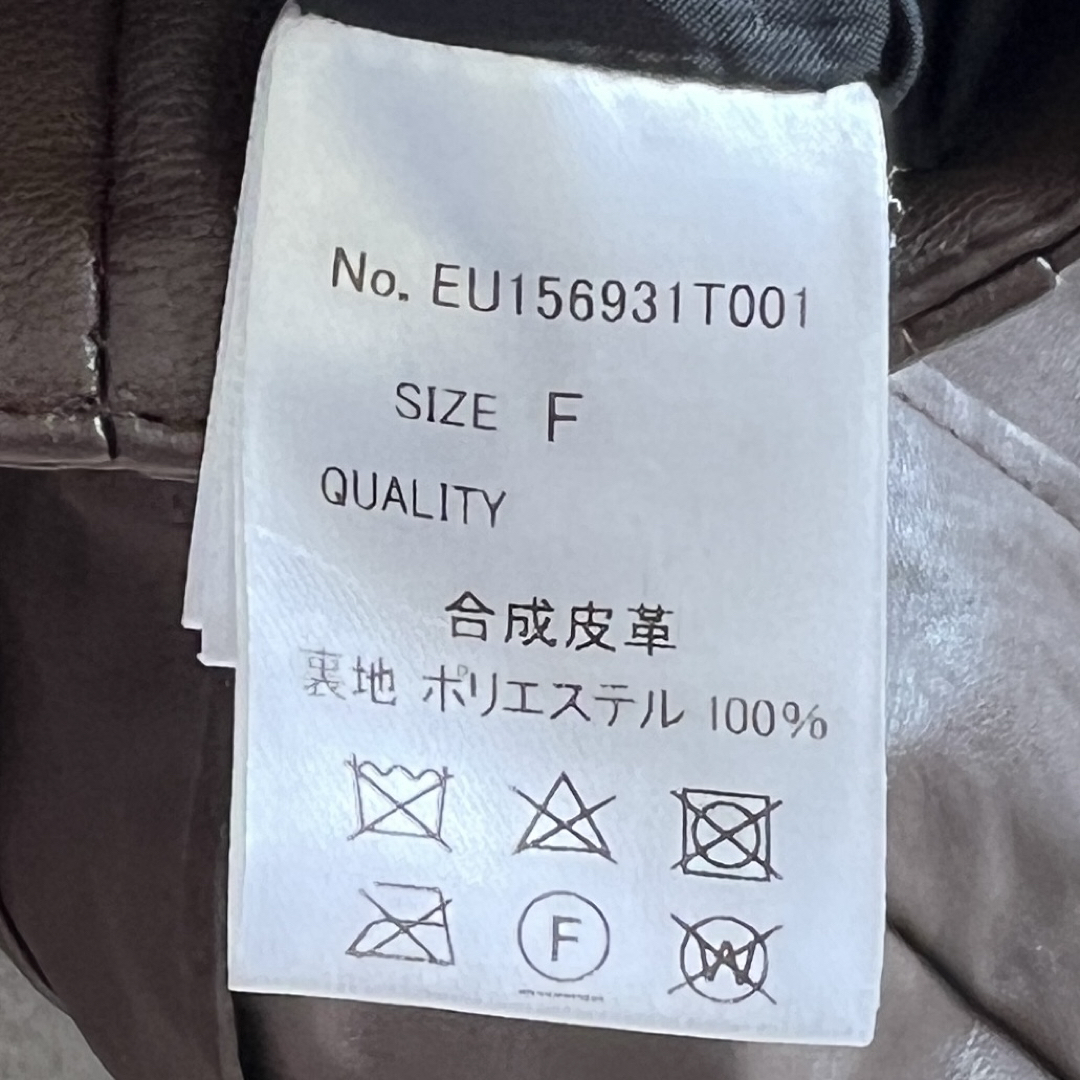 No. EU156931T001
SIZE F
QUALITY
合成皮革
裏地 ポリエステル 100%
F W